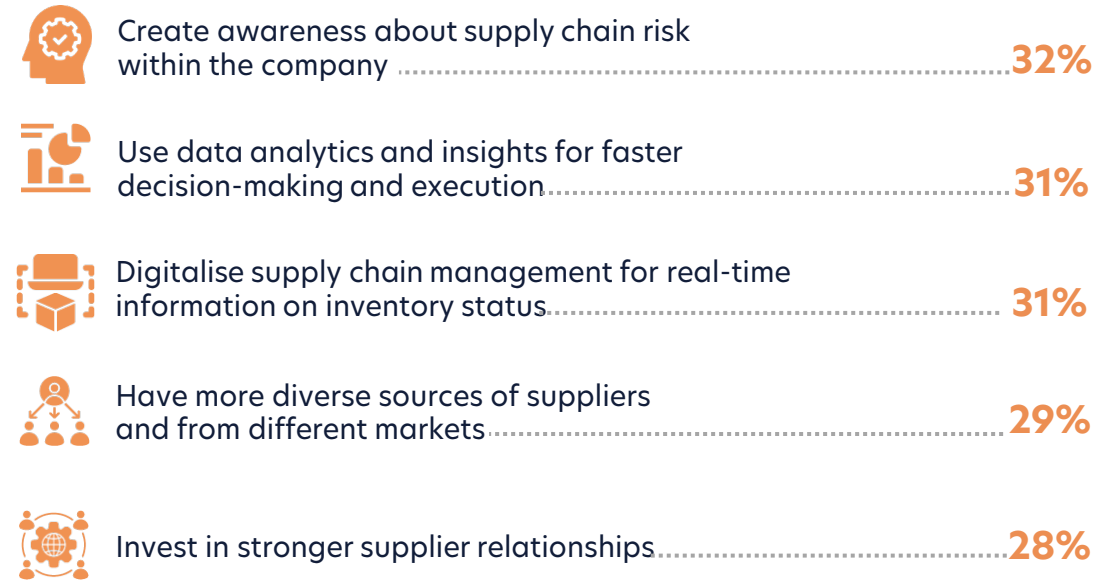 Create awareness about supply chain risk
within the company 32%
Use data analytics and insights for faster
decision-making and execution 31%
Digitalise supply chain management for real-time
information on inventory status 31%
Have more diverse sources of suppliers
and from different markets 29%
Invest in stronger supplier relationships 28%